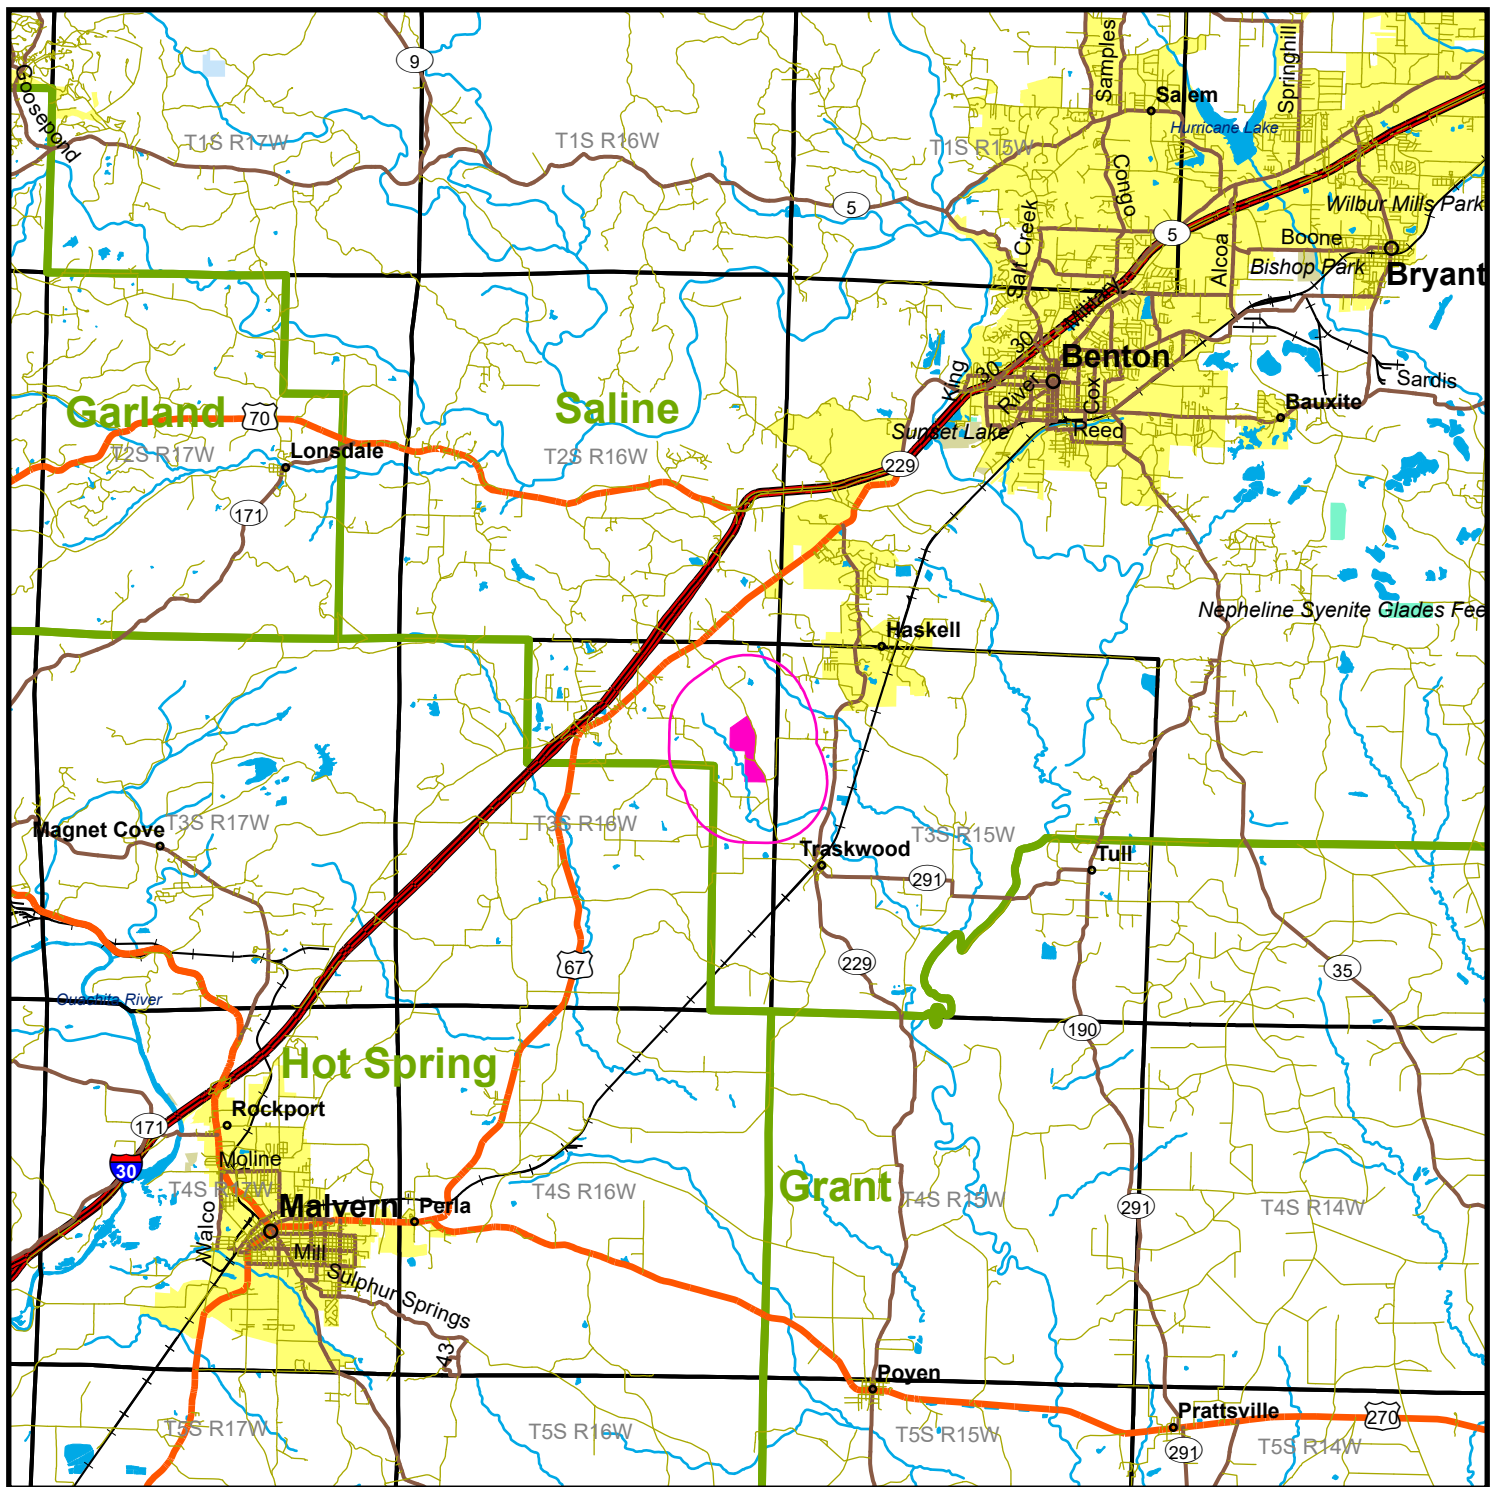 Samples
Springhill
9
Goosepond
Salem
Hurricane Lake
T1S R17W
T1S R16W
T1S R15W
Congo
5
Wilbur Mills Park
Salt Creek
5
Alcoa
Boone
Bishop Park
Bryant
Military
30
Benton
King
30
River
Cox
Sardis
Garland
70
Saline
Bauxite
Sunset Lake
Reed
T2S R17W
Lonsdale
T2S R16W
229
171
Nepheline Syenite Glades Fee
Haskell
Magnet Cove
T3S R17W
T3S R16W
T3S R15W
Traskwood
Tull
291
67
229
35
Ouachita River
190
Hot Spring
Rockport
171
30
Moline
T4S R17W
Malvern
Perla
T4S R16W
Grant
T4S R15W
291
T4S R14W
Walco
Mill
Sulphur Springs
43
Poyen
Prattsville
270
T5S R17W
T5S R16W
T5S R15W
291
T5S R14W